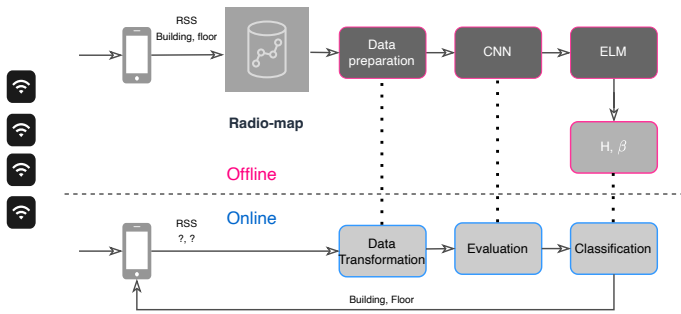 RSS
Building, floor
Data
preparation
CNN
ELM
Radio-map
H, β
Offline
Online
RSS
?, ?
Data
Transformation
Evaluation
Classification
Building, Floor